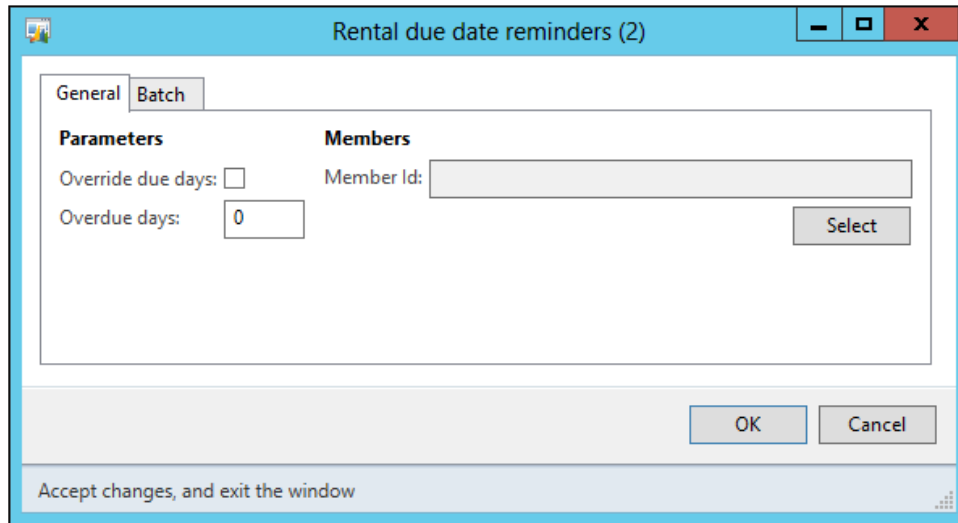 Rental due date reminders (2)
General Batch
Parameters Members
Override due days: Member Id:
Overdue days: 0
Select
OK Cancel
Accept changes, and exit the window